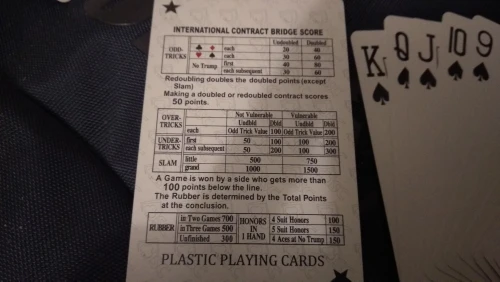 INTERNATIONAL CONTRACT BRIDGE SCORE
Undoubled Doubled
ODD-TRICKS ♣ ♦ each 20 40
♥ ♠ each 30 60
No Trump first 40 80
each subsequent 30 60
Redoubling doubles the doubled points (except
Slam)
Making a doubled or redoubled contract scores
50 points.
Not Vulnerable Vulnerable
OVER-TRICKS Undbld Dbld Undbld Dbld
each Odd Trick Value 100 Odd Trick Value 200
UNDER-TRICKS first 50 100 100 200
each subsequent 50 200 100 300
SLAM little 500 750
grand 1000 1500
A Game is won by a side who gets more than
100 points below the line.
The Rubber is determined by the Total Points
at the conclusion.
RUBBER in Two Games 700 HONORS IN 1 HAND 4 Suit Honors 100
in Three Games 500 5 Suit Honors 150
Unfinished 300 4 Aces at No Trump 150
PLASTIC PLAYING CARDS
K Q J 10 9